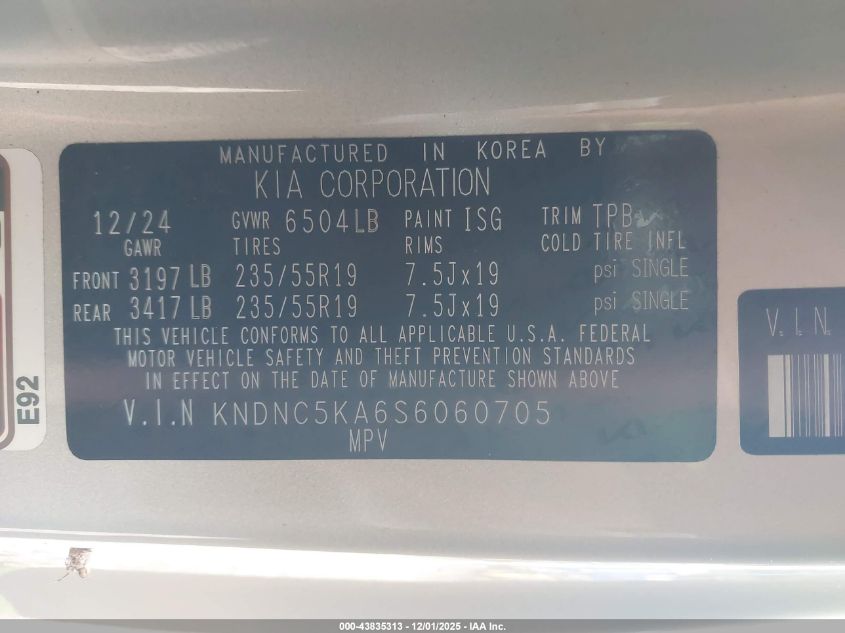 MANUFACTURED IN KOREA BY
KIA CORPORATION
12/24 GVWR 6504LB PAINT ISG TRIM TPB
GAWR TIRES RIMS COLD TIRE INFL
FRONT 3197 LB 235/55R19 7.5Jx19 psi SINGLE
REAR 3417 LB 235/55R19 7.5Jx19 psi SINGLE
THIS VEHICLE CONFORMS TO ALL APPLICABLE U.S.A. FEDERAL
MOTOR VEHICLE SAFETY AND THEFT PREVENTION STANDARDS
IN EFFECT ON THE DATE OF MANUFACTURE SHOWN ABOVE
V.I.N KNDNC5KA6S6060705
MPV
E92
V.I.N.
000-43835313 - 12/01/2025 - IAA Inc.